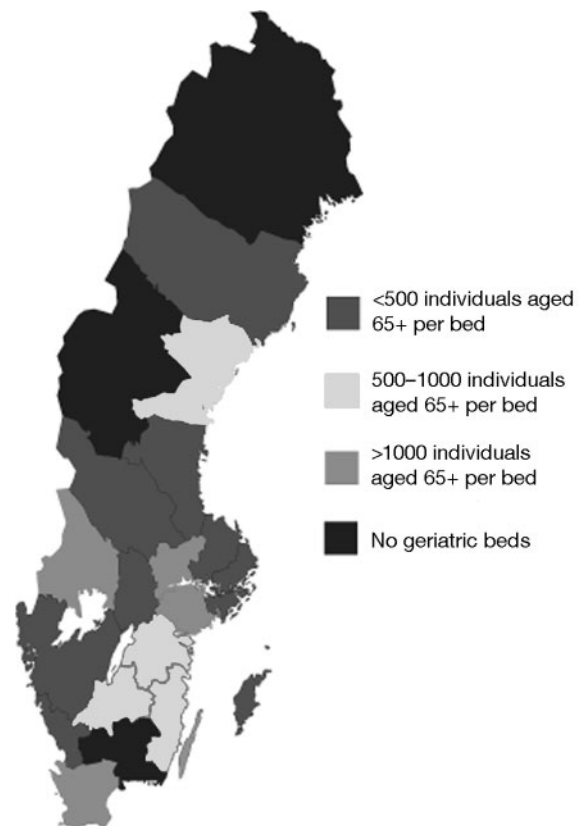 <500 individuals aged
65+ per bed
500–1000 individuals
aged 65+ per bed
>1000 individuals
aged 65+ per bed
No geriatric beds